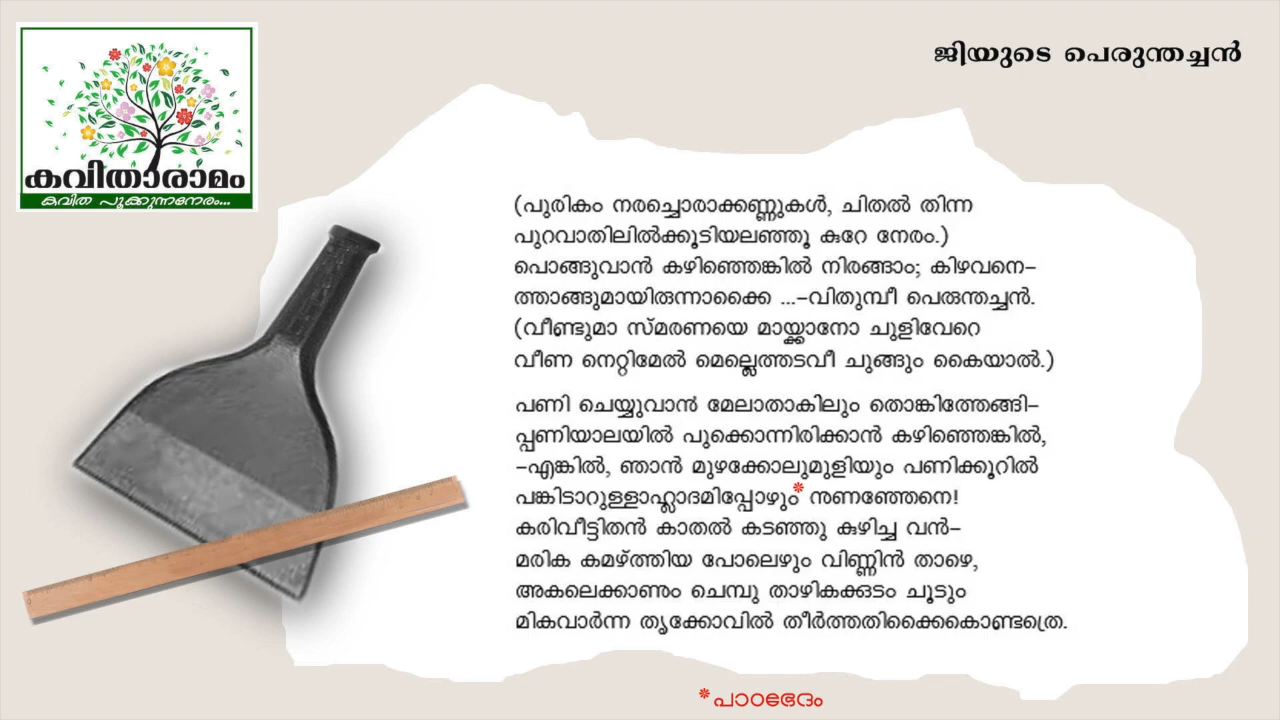 ജിയുടെ പെരുന്തച്ചൻ
കവിതാരാമം
കവിത പൂക്കുന്നനേരം...
(പുരികം നരച്ചൊരാക്കണ്ണുകൾ, ചിതൽ തിന്ന
പുറവാതിലിൽക്കൂടിയലഞ്ഞൂ കുറേ നേരം.)
പൊങ്ങുവാൻ കഴിഞ്ഞെങ്കിൽ നിരങ്ങാം; കിഴവനെ–
ത്താങ്ങുമായിരുന്നാക്കൈ ...–വിതുമ്പീ പെരുന്തച്ചൻ.
(വീണ്ടുമാ സ്മരണയെ മായ്ക്കാനോ ചുളിവേറെ
വീണ നെറ്റിമേൽ മെല്ലെത്തടവീ ചുങ്ങും കൈയാൽ.)
പണി ചെയ്യുവാൻ മേലാതാകിലും തൊങ്കിത്തേങ്ങി–
പ്പണിയാലയിൽ പുക്കൊന്നിരിക്കാൻ കഴിഞ്ഞെങ്കിൽ,
–എങ്കിൽ, ഞാൻ മുഴക്കോലുമുളിയും പണിക്കൂറിൽ
പങ്കിടാറുള്ളാഹ്ലാദമിപ്പോഴും* നുണഞ്ഞേനെ!
കരിവീട്ടിതൻ കാതൽ കടഞ്ഞു കുഴിച്ച വൻ–
മരിക കമഴ്ത്തിയ പോലെഴും വിണ്ണിൻ താഴെ,
അകലെക്കാണും ചെമ്പു താഴികക്കുടം ചൂടും
മികവാർന്ന തൃക്കോവിൽ തീർത്തതിക്കൈകൊണ്ടത്രെ.
*പാഠഭേദം